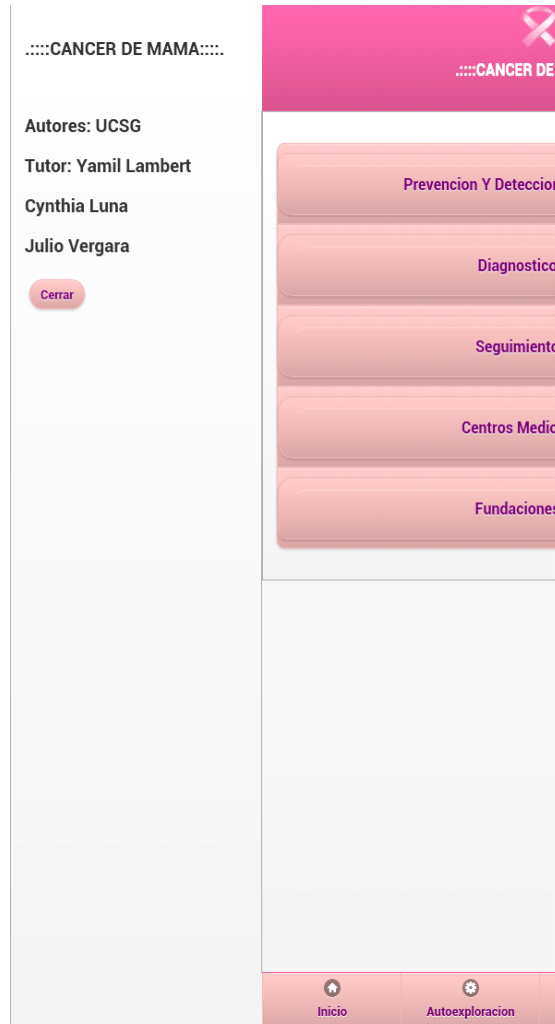 .::::CANCER DE MAMA::::.
Autores: UCSG
Tutor: Yamil Lambert
Cynthia Luna
Julio Vergara
Cerrar
.::::CANCER DE
Prevencion Y Deteccion
Diagnostico
Seguimiento
Centros Medic
Fundaciones
Inicio
Autoexploracion